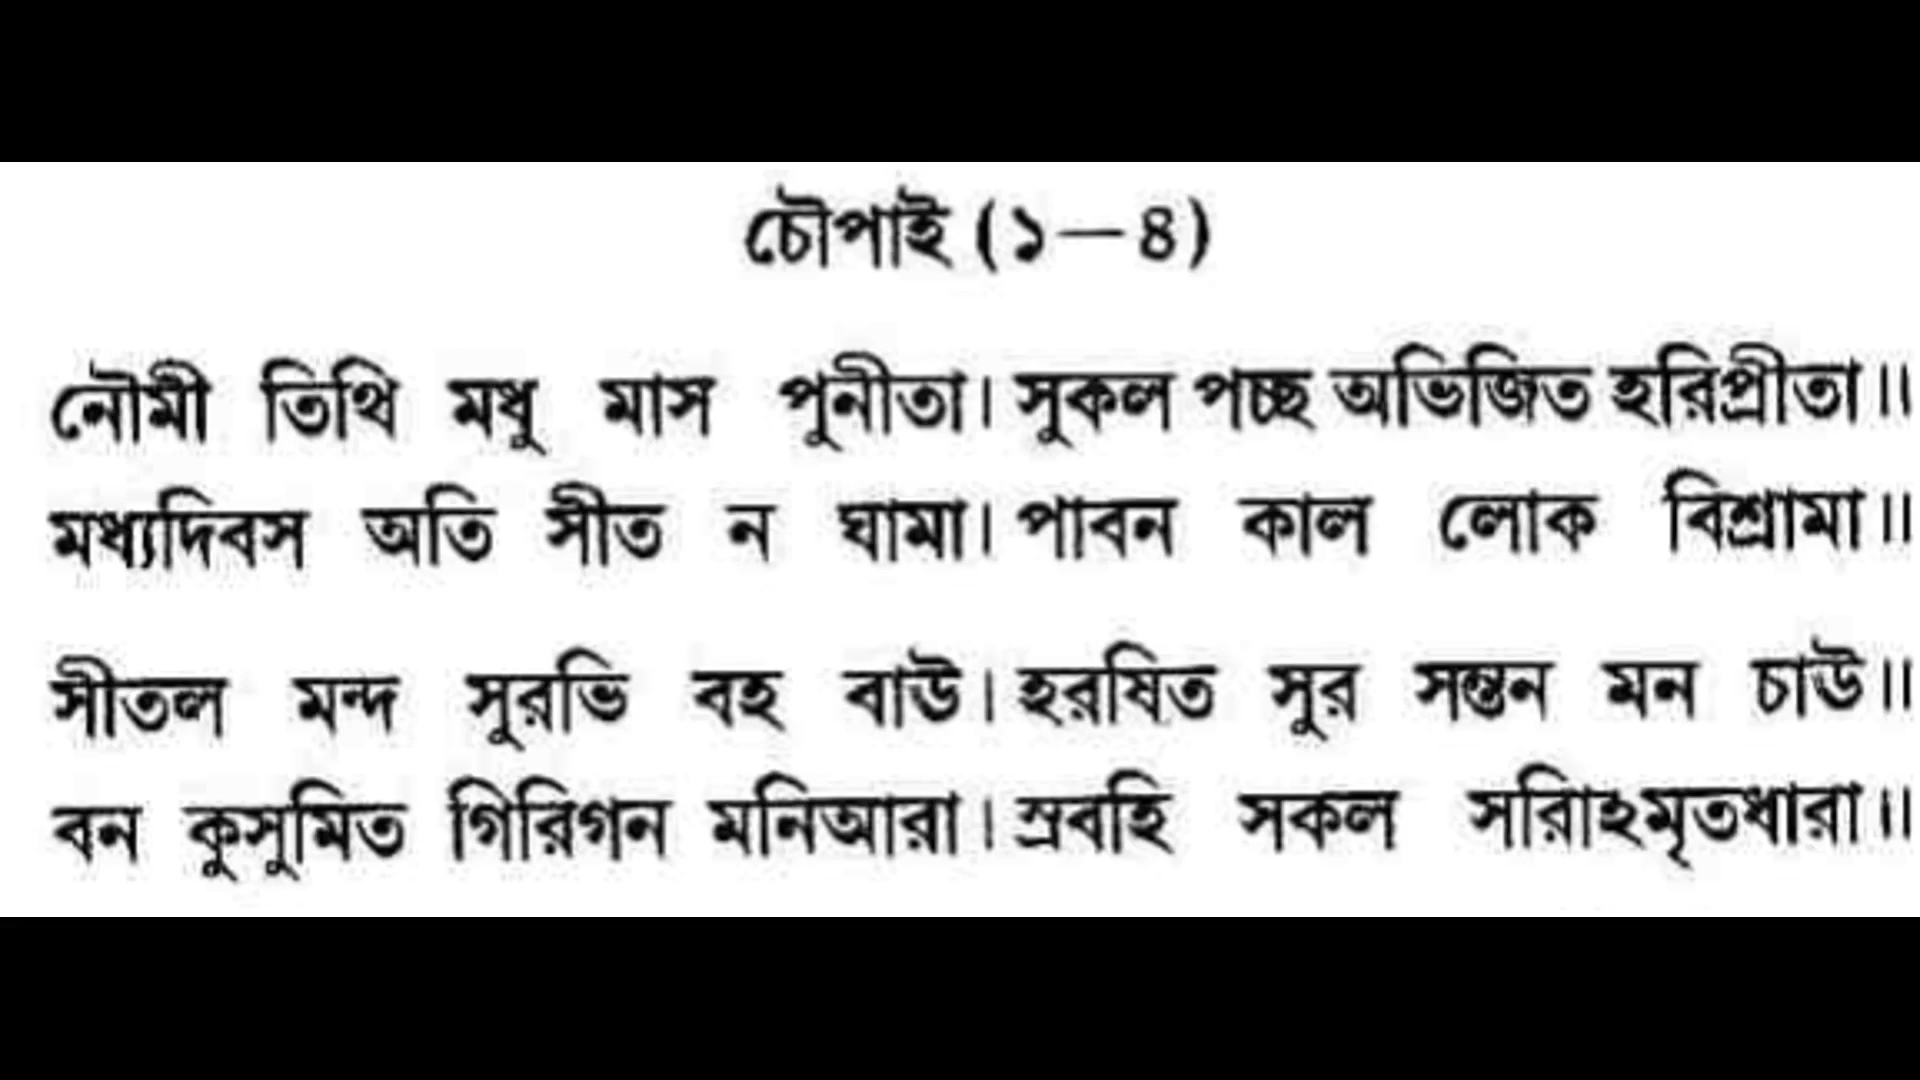 চৌপাই (১—৪)
নৌমী তিথি মধু মাস পুনীতা। সুকল পচ্ছ অভিজিত হরিপ্রীতা॥
মধ্যদিবস অতি সীত ন ঘামা। পাবন কাল লোক বিশ্রামা॥
সীতল মন্দ সুরভি বহ বাঊ। হরষিত সুর সন্তন মন চাঊ॥
বন কুসুমিত গিরিগন মনিআরা। স্রবহি সকল সরিাঽমৃতধারা॥